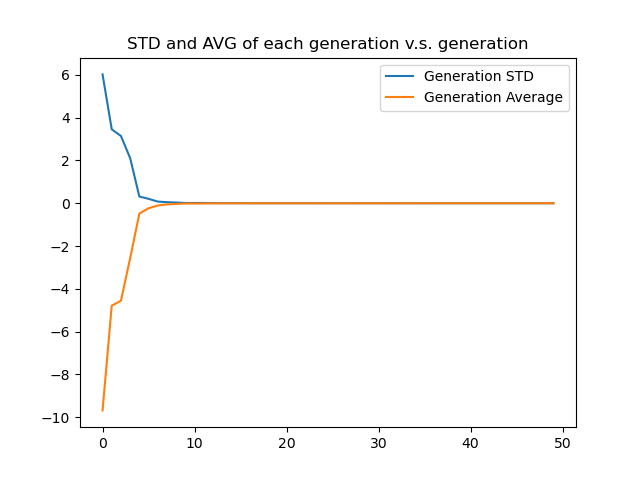 STD and AVG of each generation v.s. generation
Generation STD
Generation Average
6
4
2
0
−2
−4
−6
−8
−10
0 10 20 30 40 50